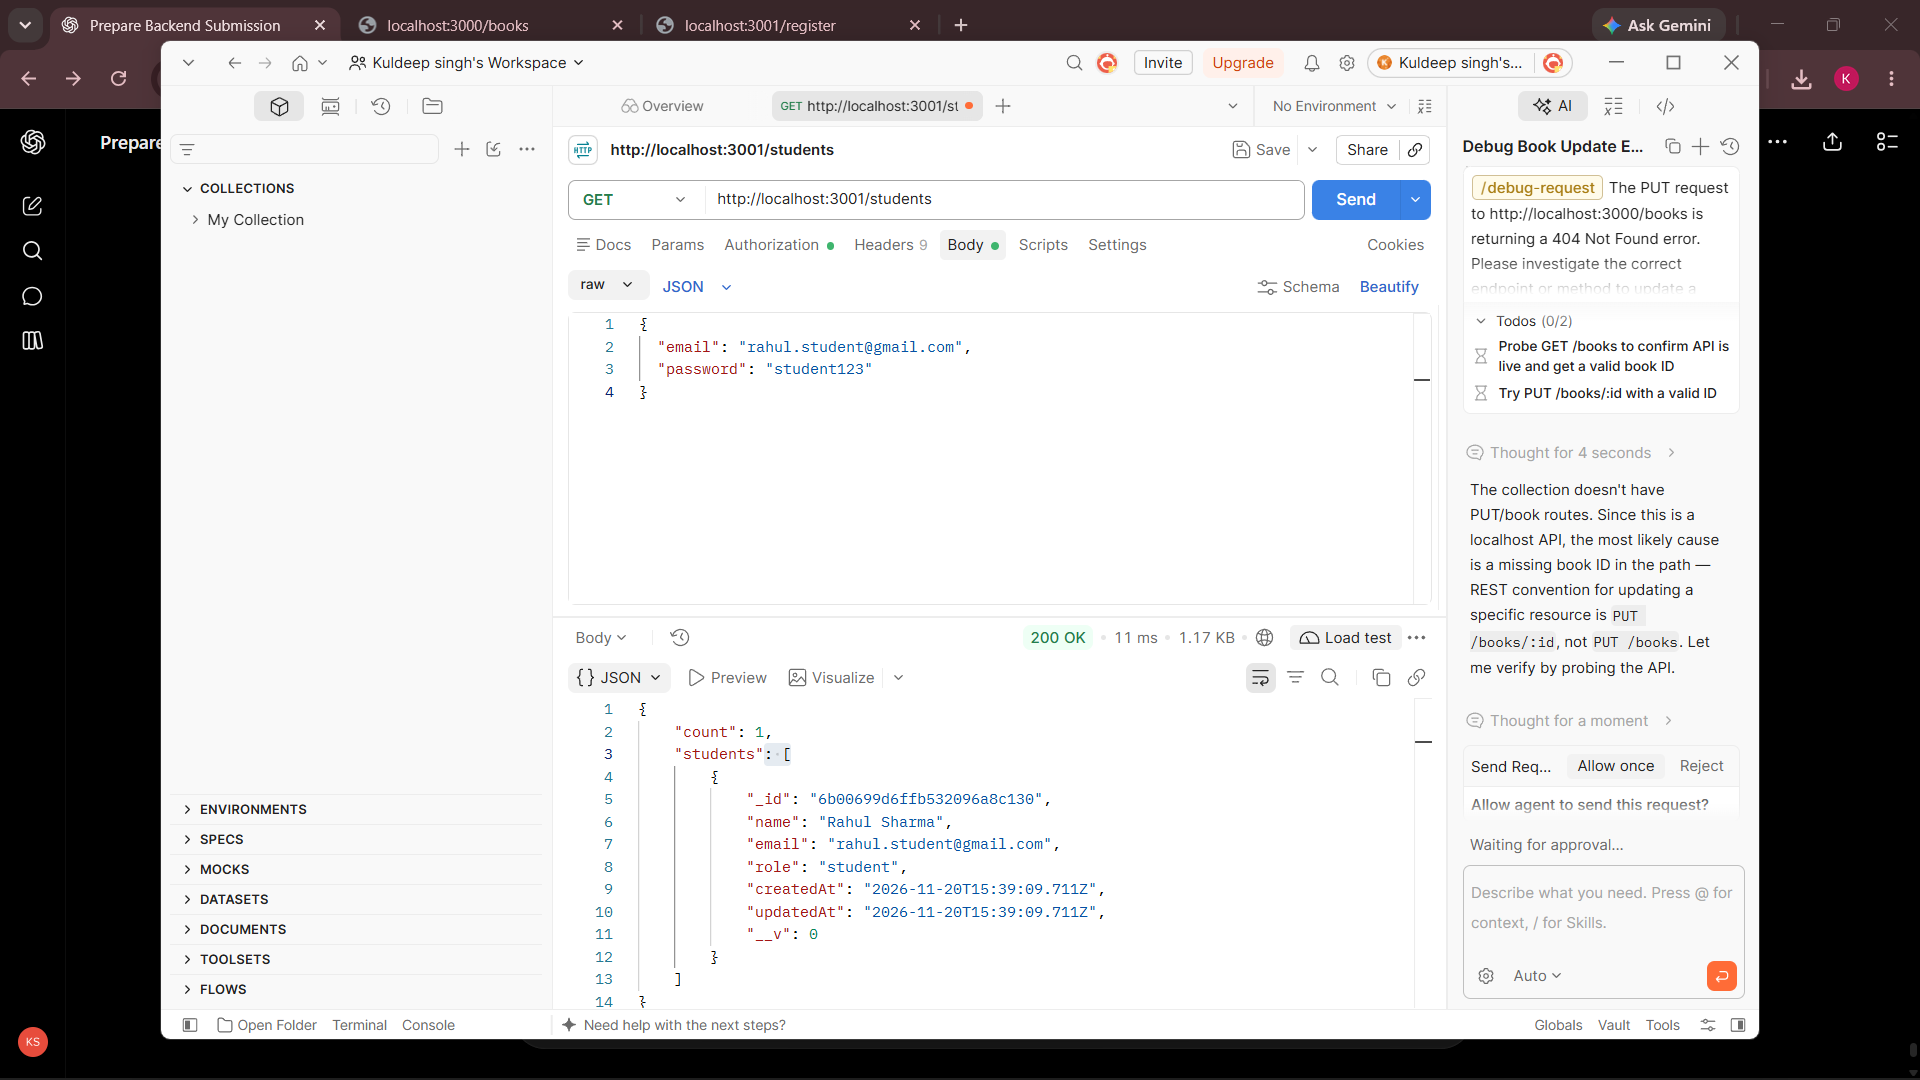 Prepare Backend Submission
localhost:3000/books
localhost:3001/register
Ask Gemini
K
Prepare
KS
Kuldeep singh's Workspace
Invite
Upgrade
Kuldeep singh's...
COLLECTIONS
My Collection
ENVIRONMENTS
SPECS
MOCKS
DATASETS
DOCUMENTS
TOOLSETS
FLOWS
Overview
GET http://localhost:3001/st
No Environment
HTTP http://localhost:3001/students
Save
Share
GET
http://localhost:3001/students
Send
Docs
Params
Authorization
Headers 9
Body
Scripts
Settings
Cookies
raw
JSON
Schema
Beautify
1 {
2 "email": "rahul.student@gmail.com",
3 "password": "student123"
4 }
Body
200 OK
11 ms
1.17 KB
Load test
{} JSON
Preview
Visualize
1 {
2 "count": 1,
3 "students": [
4 {
5 "_id": "6b00699d6ffb532096a8c130",
6 "name": "Rahul Sharma",
7 "email": "rahul.student@gmail.com",
8 "role": "student",
9 "createdAt": "2026-11-20T15:39:09.711Z",
10 "updatedAt": "2026-11-20T15:39:09.711Z",
11 "__v": 0
12 }
13 ]
14 }
AI
Debug Book Update E...
/debug-request The PUT request
to http://localhost:3000/books is
returning a 404 Not Found error.
Please investigate the correct
endpoint or method to update a
Todos (0/2)
Probe GET /books to confirm API is
live and get a valid book ID
Try PUT /books/:id with a valid ID
Thought for 4 seconds
The collection doesn't have
PUT/book routes. Since this is a
localhost API, the most likely cause
is a missing book ID in the path —
REST convention for updating a
specific resource is PUT
/books/:id, not PUT /books. Let
me verify by probing the API.
Thought for a moment
Send Req...
Allow once
Reject
Allow agent to send this request?
Waiting for approval...
Describe what you need. Press @ for
context, / for Skills.
Auto
Open Folder
Terminal
Console
Need help with the next steps?
Globals
Vault
Tools